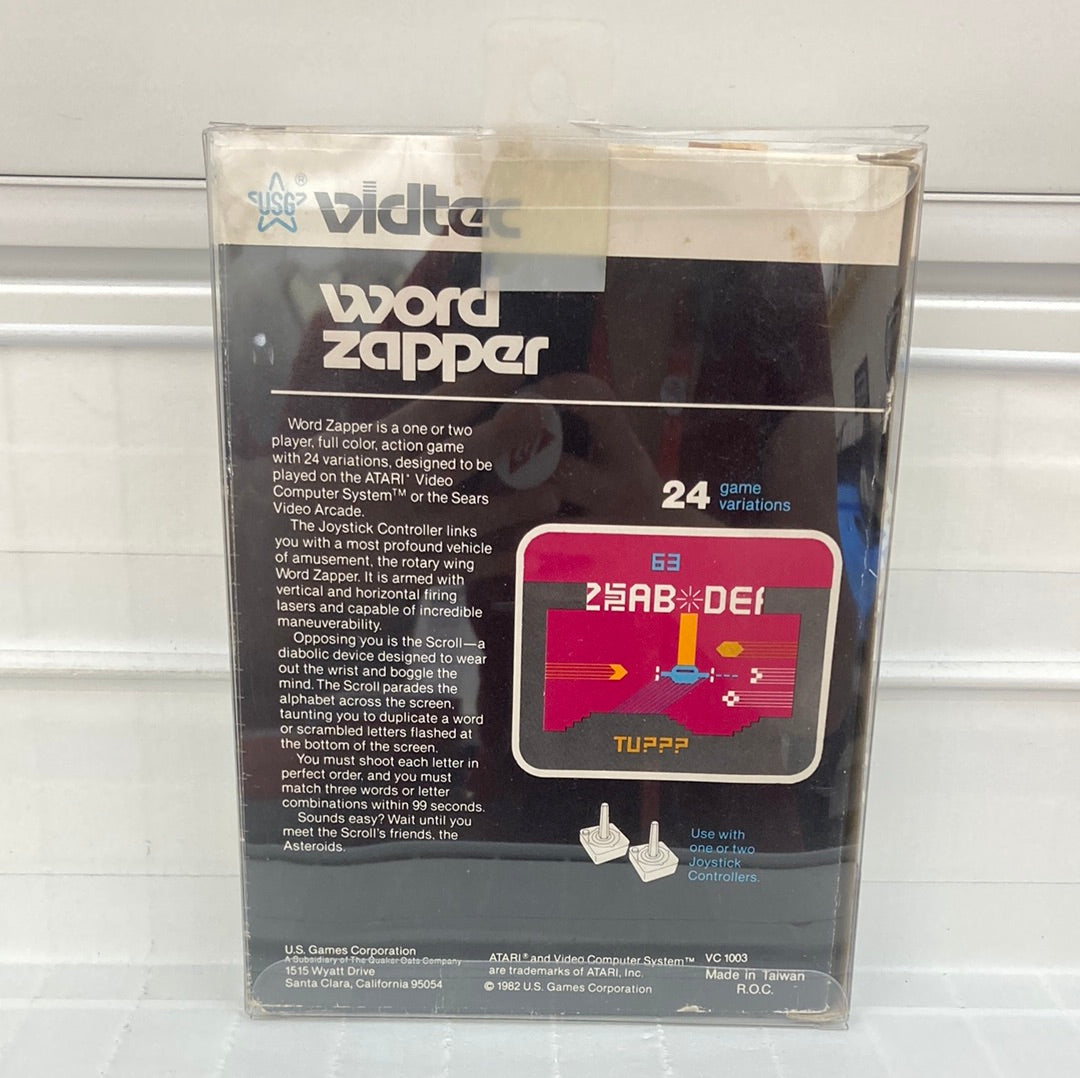 USG® vidtec
word
zapper
Word Zapper is a one or two
player, full color, action game
with 24 variations, designed to be
played on the ATARI® Video
Computer System™ or the Sears
Video Arcade.
The Joystick Controller links
you with a most profound vehicle
of amusement, the rotary wing
Word Zapper. It is armed with
vertical and horizontal firing
lasers and capable of incredible
maneuverability.
Opposing you is the Scroll—a
diabolic device designed to wear
out the wrist and boggle the
mind. The Scroll parades the
alphabet across the screen,
taunting you to duplicate a word
or scrambled letters flashed at
the bottom of the screen.
You must shoot each letter in
perfect order, and you must
match three words or letter
combinations within 99 seconds.
Sounds easy? Wait until you
meet the Scroll's friends, the
Asteroids.
24 game
variations
63
AB DEF
TU???
Use with
one or two
Joystick
Controllers.
U.S. Games Corporation
A Subsidiary of The Quaker Oats Company
1515 Wyatt Drive
Santa Clara, California 95054
ATARI® and Video Computer System™
are trademarks of ATARI, Inc.
© 1982 U.S. Games Corporation
VC 1003
Made in Taiwan
R.O.C.